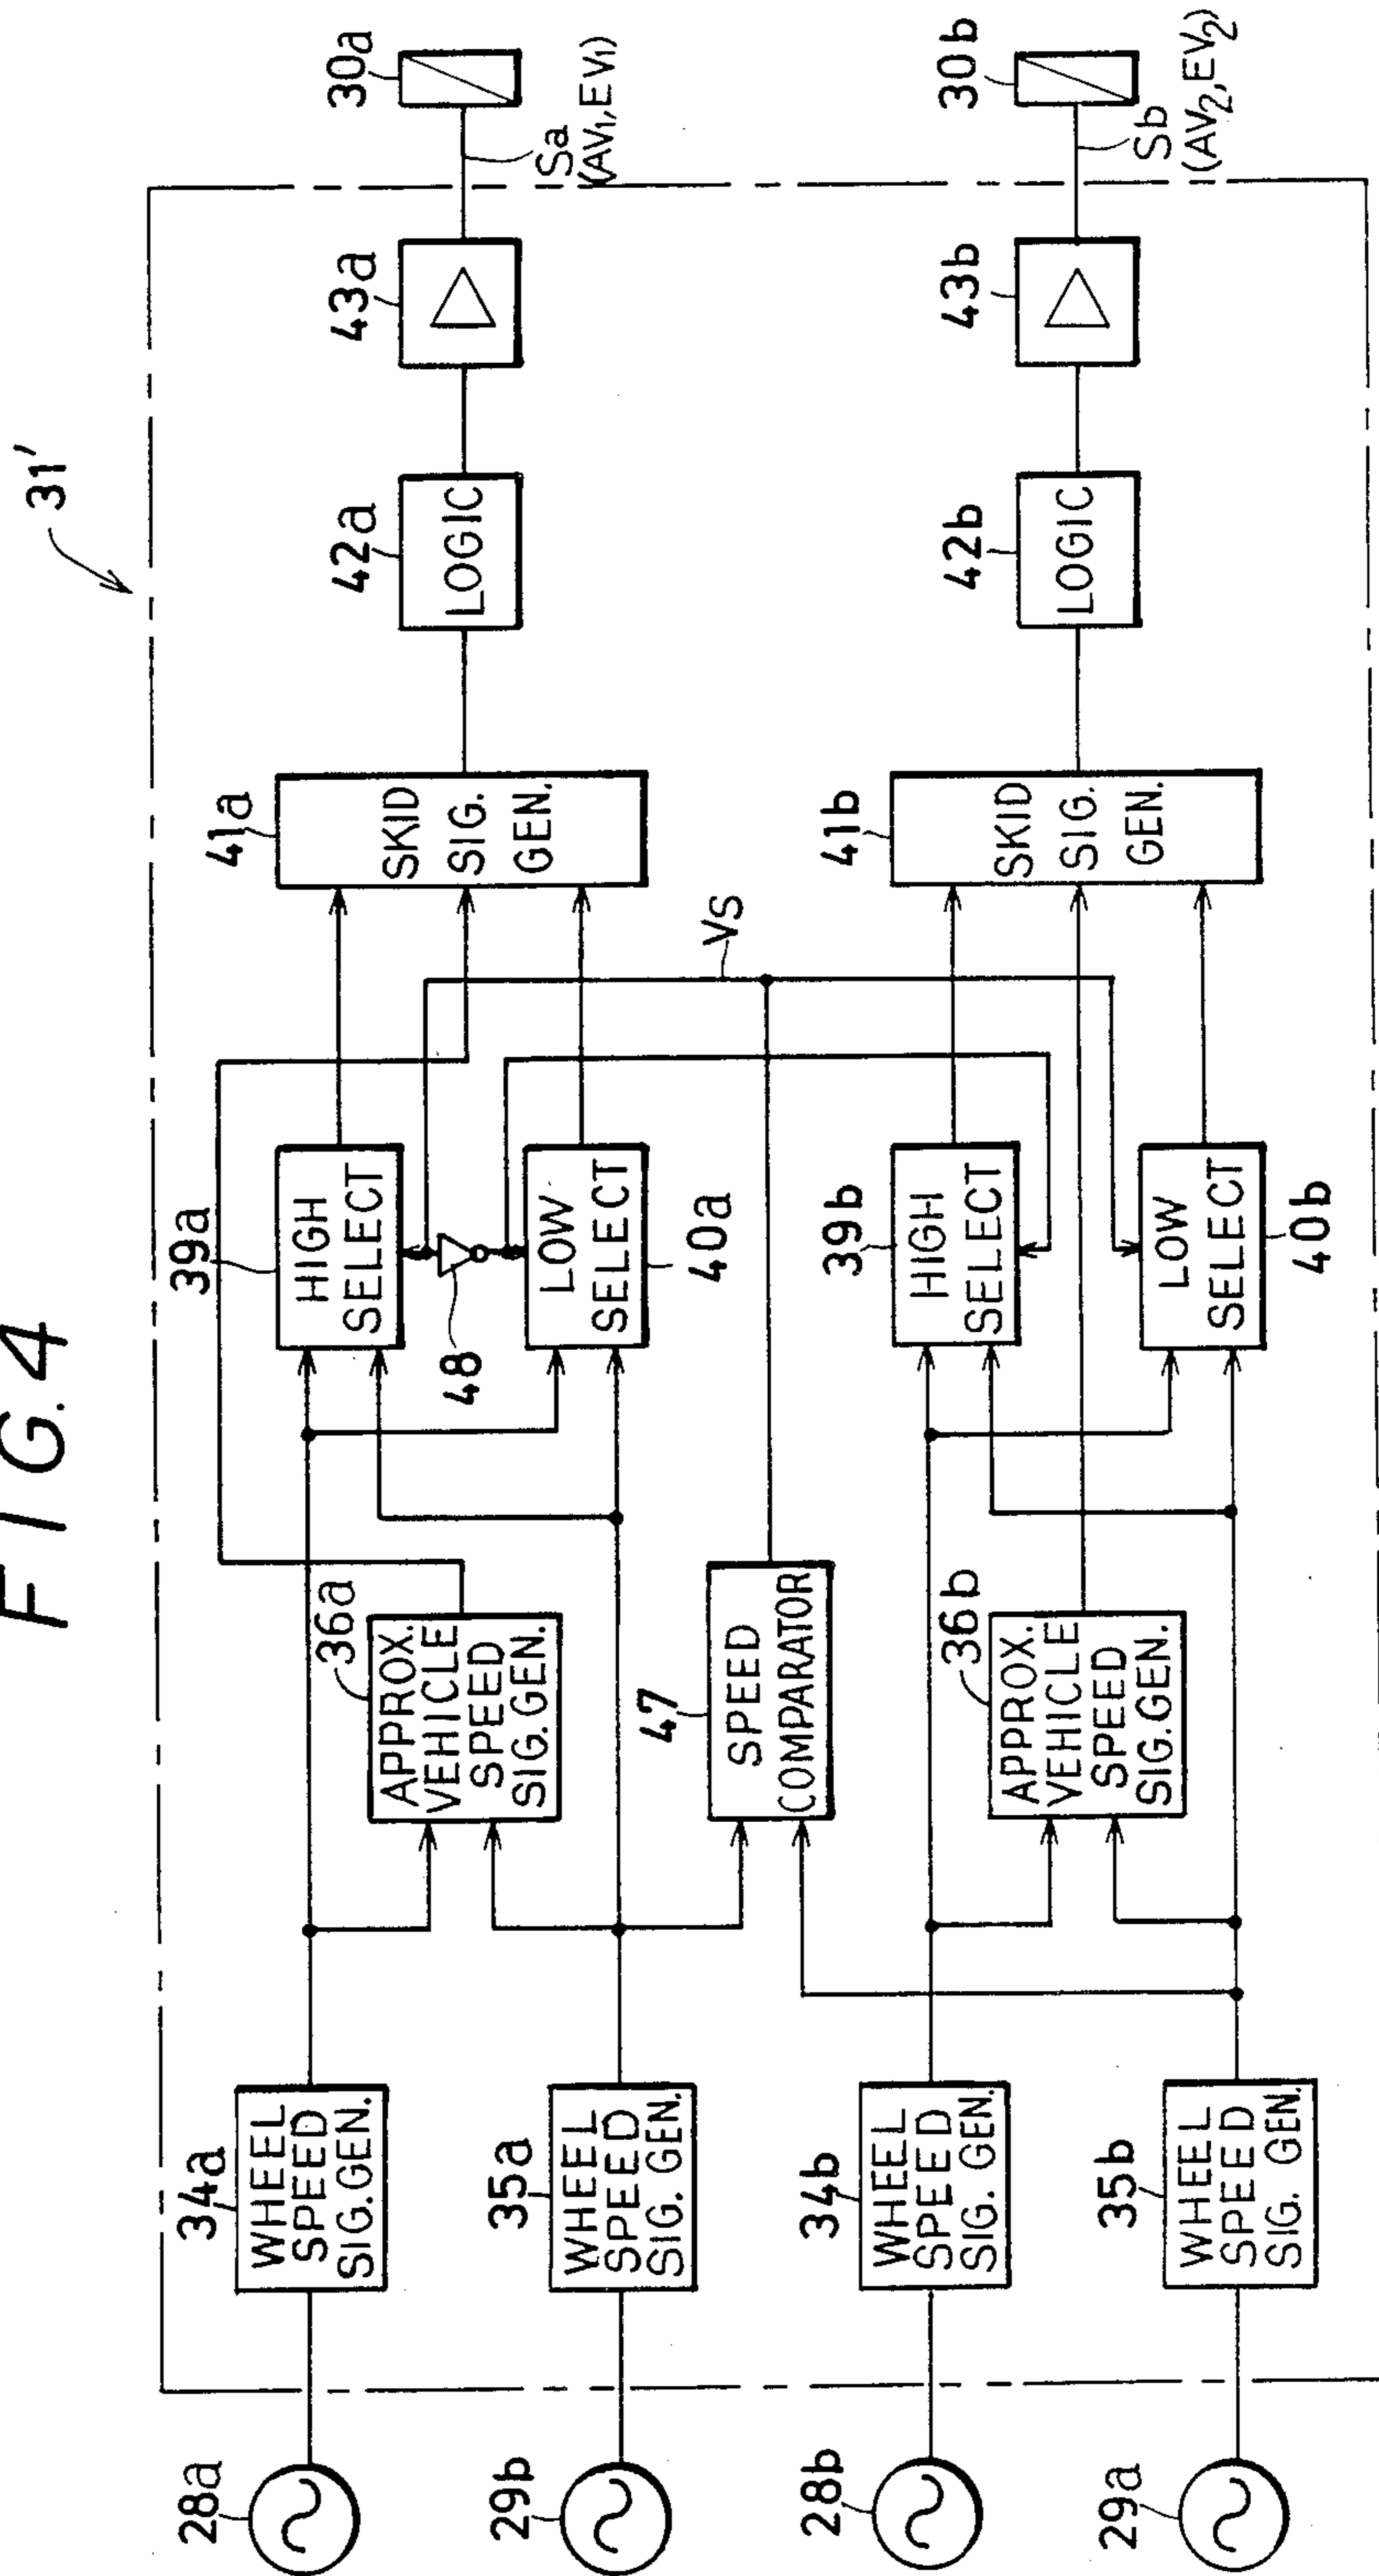 FIG.4
31'
28a
34a
WHEEL
SPEED
SIG.GEN.
36a
APPROX.
VEHICLE
SPEED
SIG.GEN.
39a
HIGH
SELECT
41a
SKID
SIG.
GEN.
42a
LOGIC
43a
30a
Sa
(AV1,EV1)
29b
35a
WHEEL
SPEED
SIG. GEN.
48
LOW
SELECT
40a
47
SPEED
COMPARATOR
VS
28b
34b
WHEEL
SPEED
SIG. GEN.
36b
APPROX.
VEHICLE
SPEED
SIG.GEN.
39b
HIGH
SELECT
41b
SKID
SIG.
GEN.
42b
LOGIC
43b
30b
Sb
(AV2,EV2)
29a
35b
WHEEL
SPEED
SIG. GEN.
LOW
SELECT
40b